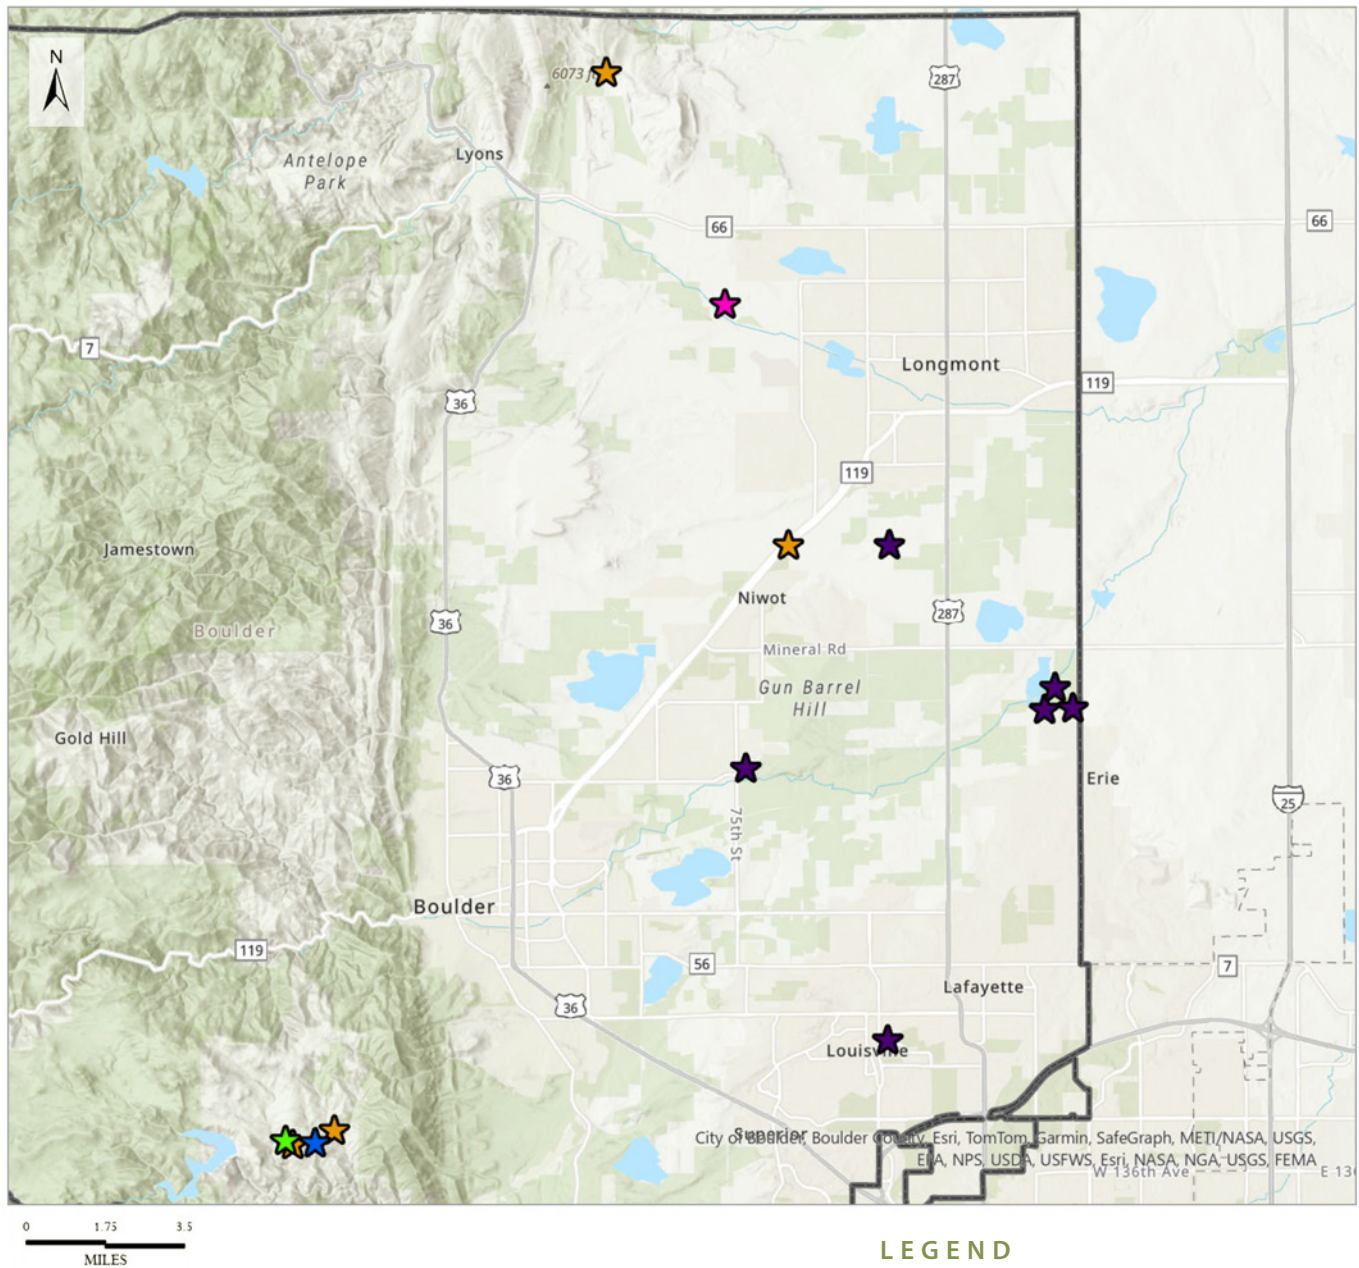 N
6073
287
Antelope
Park
Lyons
66
66
7
Longmont
119
36
119
Jamestown
Niwot
36
287
Boulder
Mineral Rd
Gun Barrel
Hill
Gold Hill
36
Erie
25
75th St
Boulder
119
56
7
Lafayette
36
Louisville
Superior
City of Boulder, Boulder County, Esri, TomTom, Garmin, SafeGraph, METI/NASA, USGS,
EPA, NPS, USDA, USFWS, Esri, NASA, NGA, USGS, FEMA
W 136th Ave
E 13
0 1.75 3.5
MILES
LEGEND